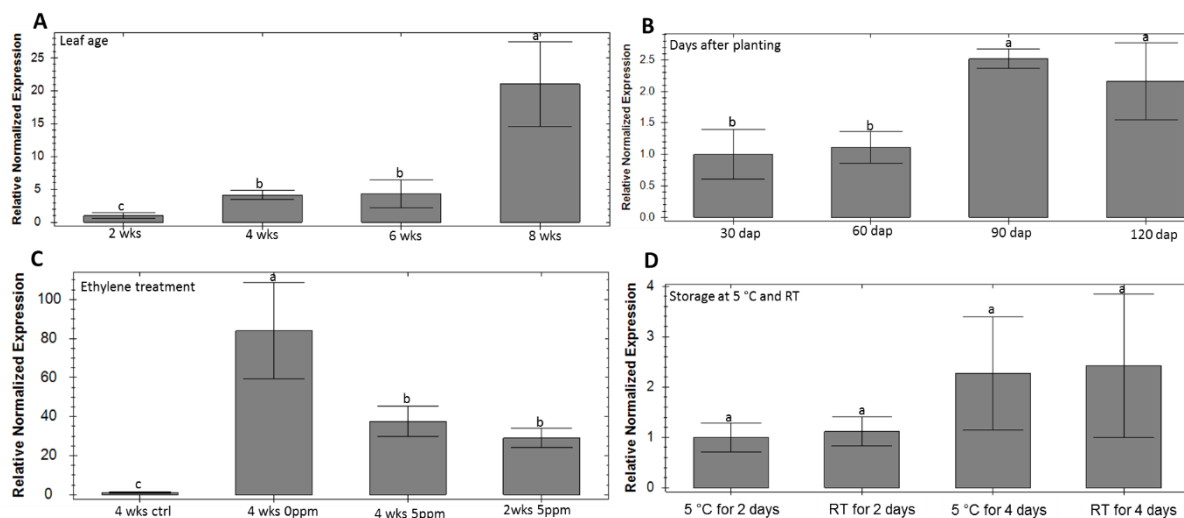 A
Leaf age
Relative Normalized Expression
25
20
15
10
5
0
c
b
b
a
2 wks 4 wks 6 wks 8 wks
B
Days after planting
Relative Normalized Expression
2.5
2.0
1.5
1.0
0.5
0.0
b
b
a
a
30 dap 60 dap 90 dap 120 dap
C
Ethylene treatment
Relative Normalized Expression
100
80
60
40
20
0
c
a
b
b
4 wks ctrl 4 wks 0ppm 4 wks 5ppm 2wks 5ppm
D
Storage at 5 °C and RT
Relative Normalized Expression
4
3
2
1
0
a
a
a
a
5 °C for 2 days RT for 2 days 5 °C for 4 days RT for 4 days